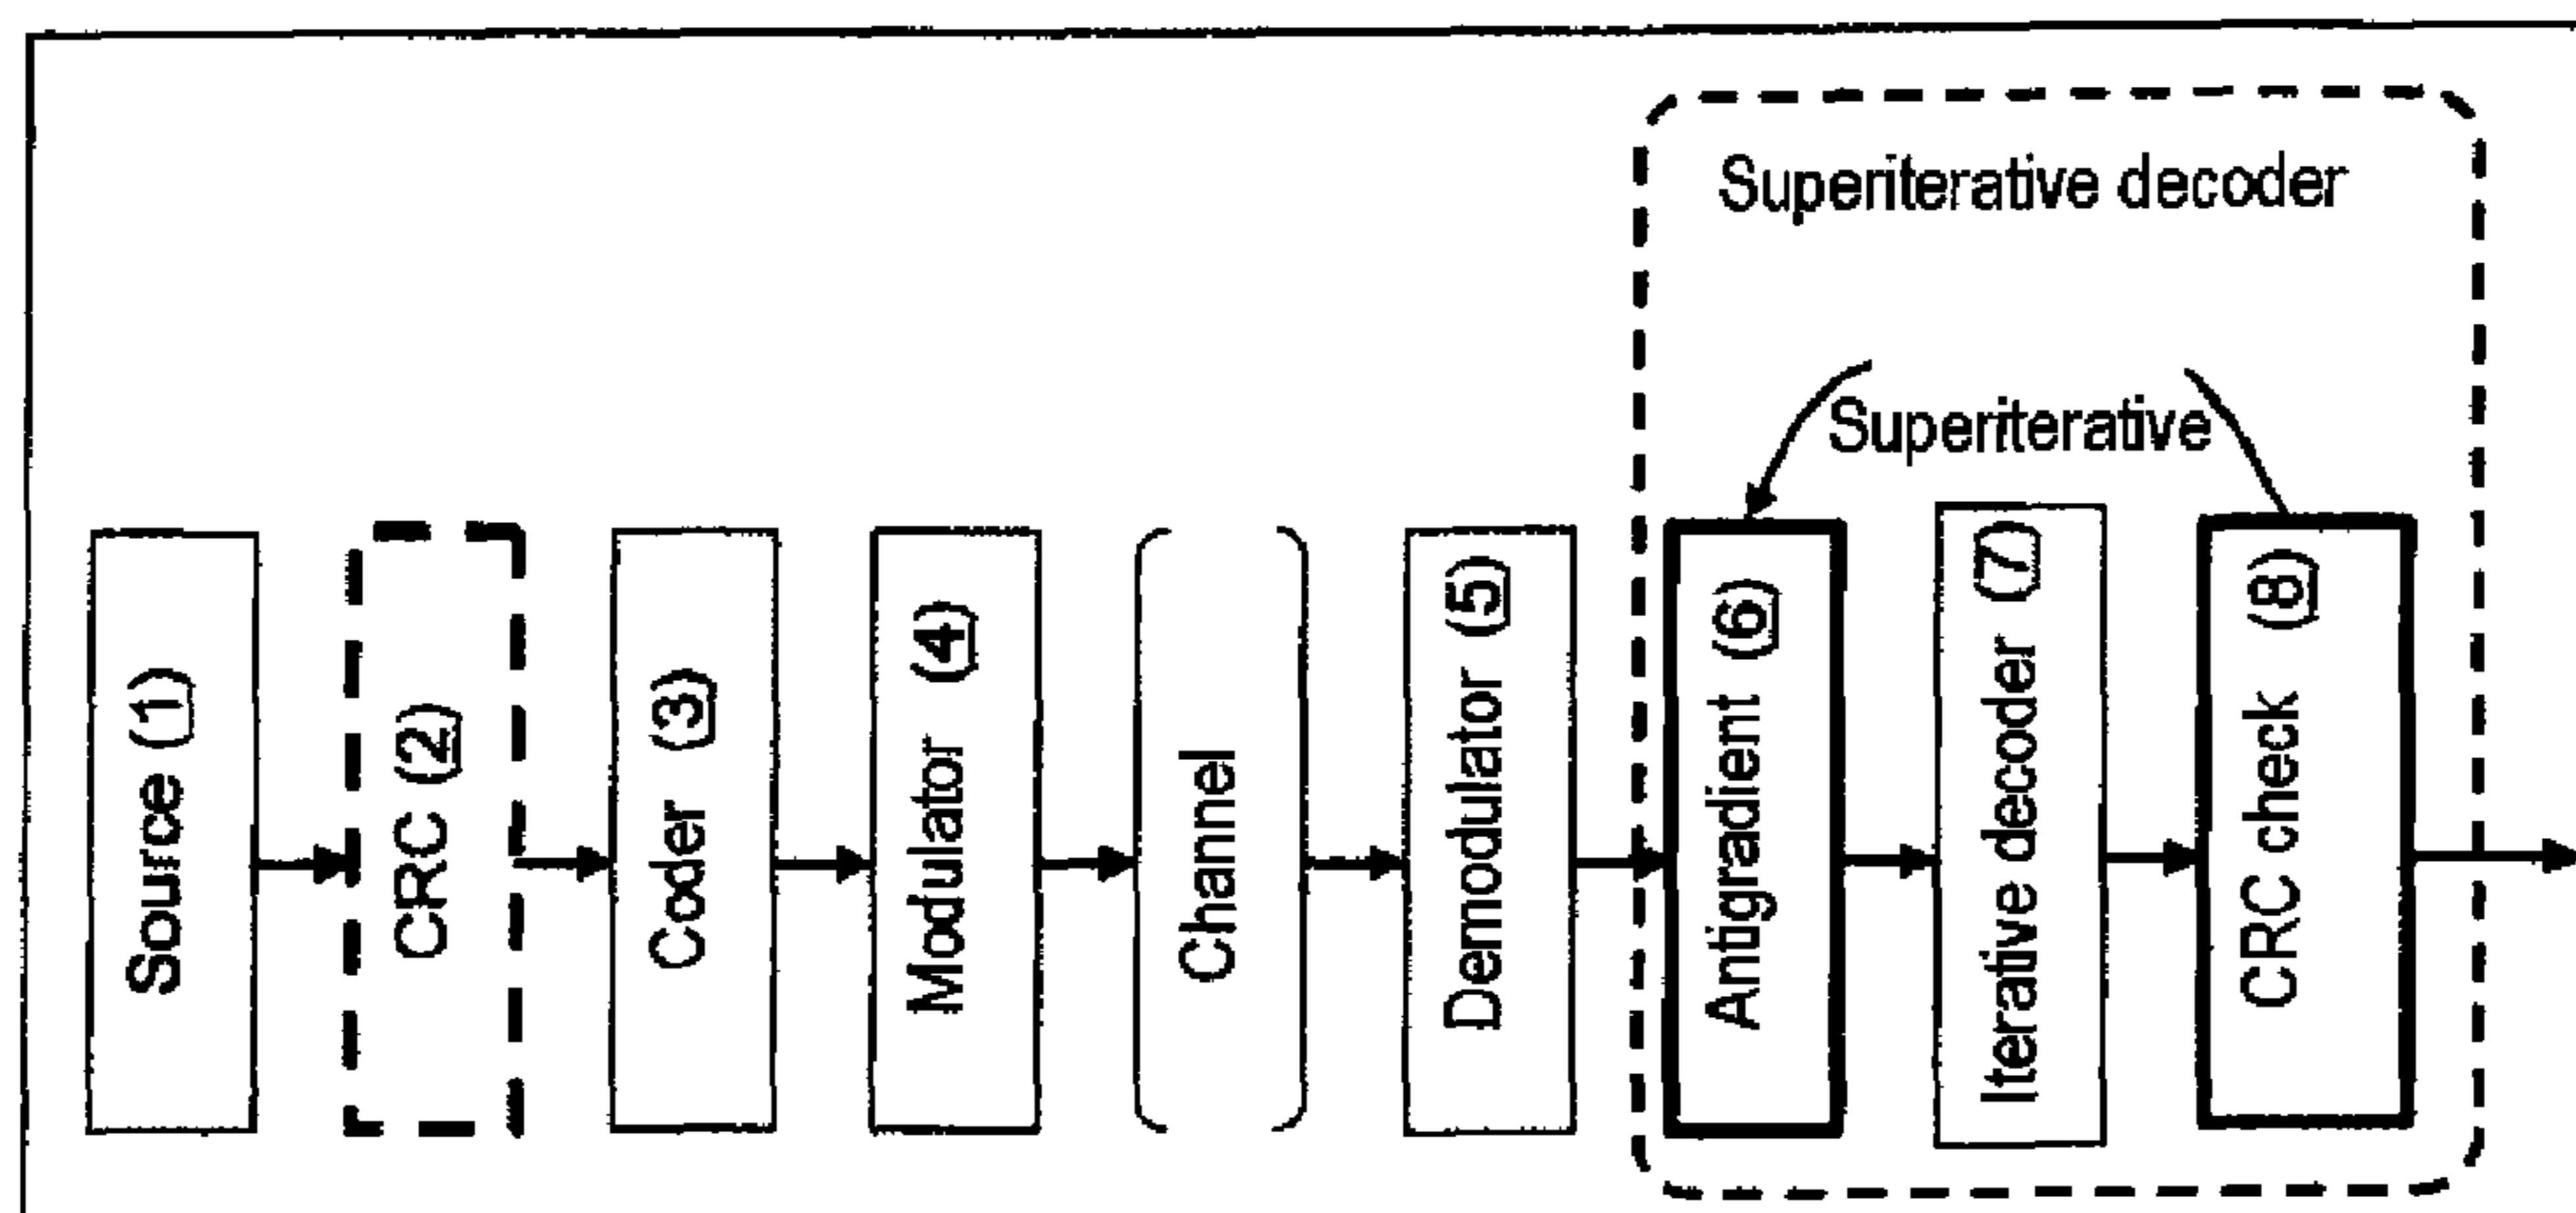 Superiterative decoder
Superiterative
Source (1)
CRC (2)
Coder (3)
Modulator (4)
Channel
Demodulator (5)
Antigradient (6)
Iterative decoder (7)
CRC check (8)